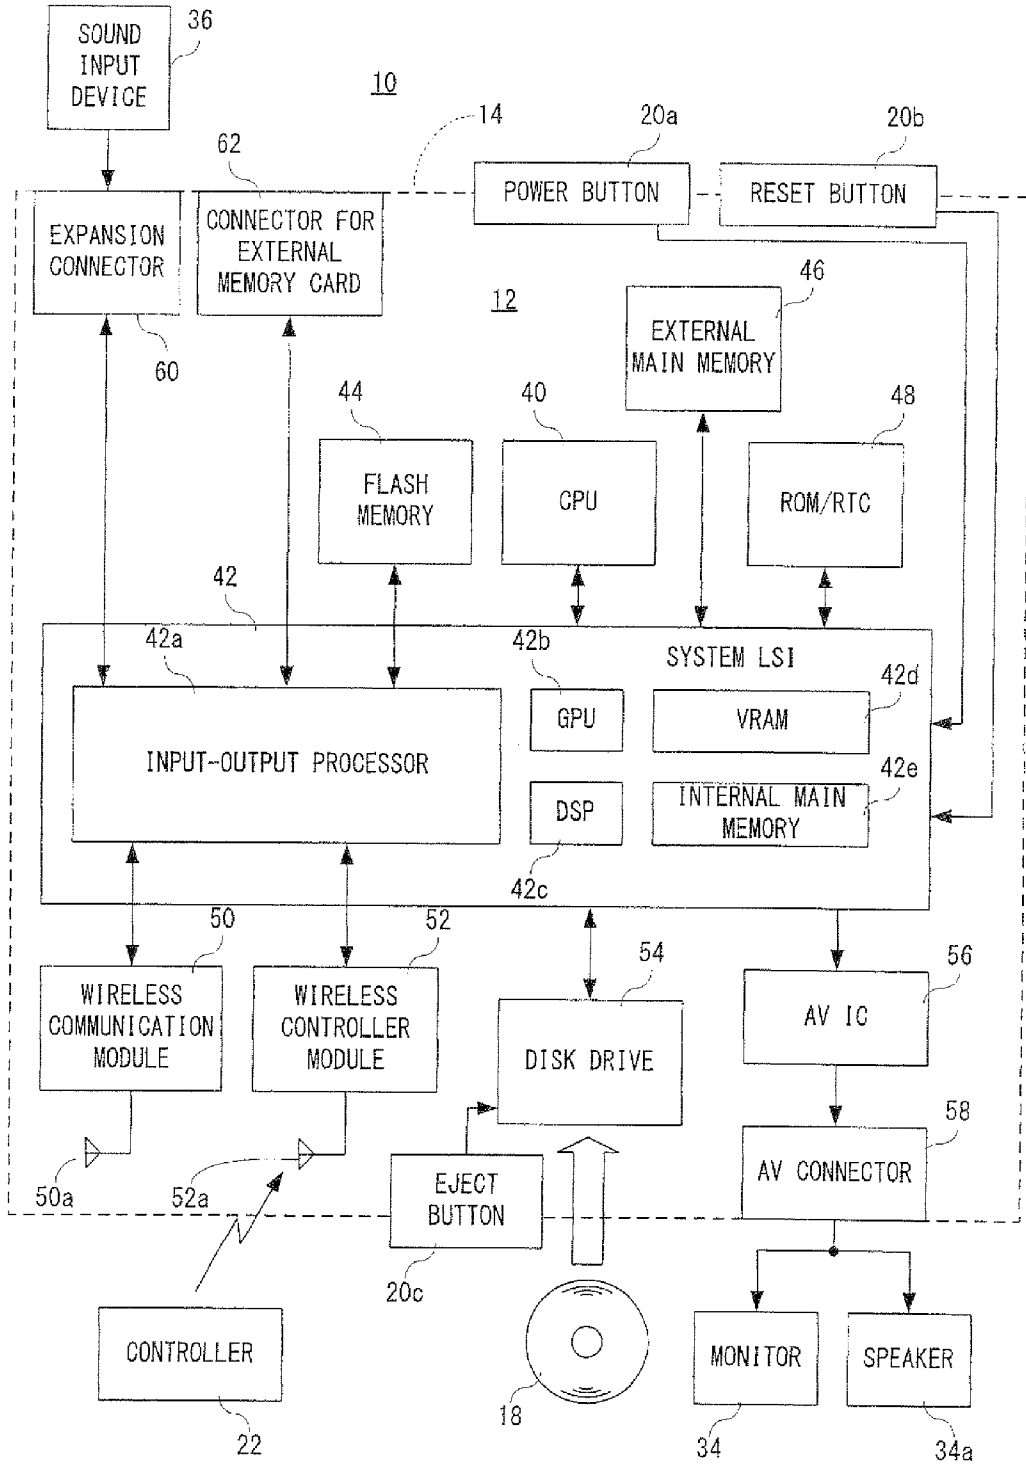 SOUND
INPUT
DEVICE
36
10
14
20a
20b
62
POWER BUTTON
RESET BUTTON
EXPANSION
CONNECTOR
CONNECTOR FOR
EXTERNAL
MEMORY CARD
12
46
60
EXTERNAL
MAIN MEMORY
44
40
48
FLASH
MEMORY
CPU
ROM/RTC
42
42a
42b
SYSTEM LSI
42d
GPU
VRAM
INPUT-OUTPUT PROCESSOR
42e
DSP
INTERNAL MAIN
MEMORY
42c
50
52
54
56
WIRELESS
COMMUNICATION
MODULE
WIRELESS
CONTROLLER
MODULE
DISK DRIVE
AV IC
58
50a
52a
EJECT
BUTTON
AV CONNECTOR
20c
CONTROLLER
18
MONITOR
SPEAKER
22
34
34a